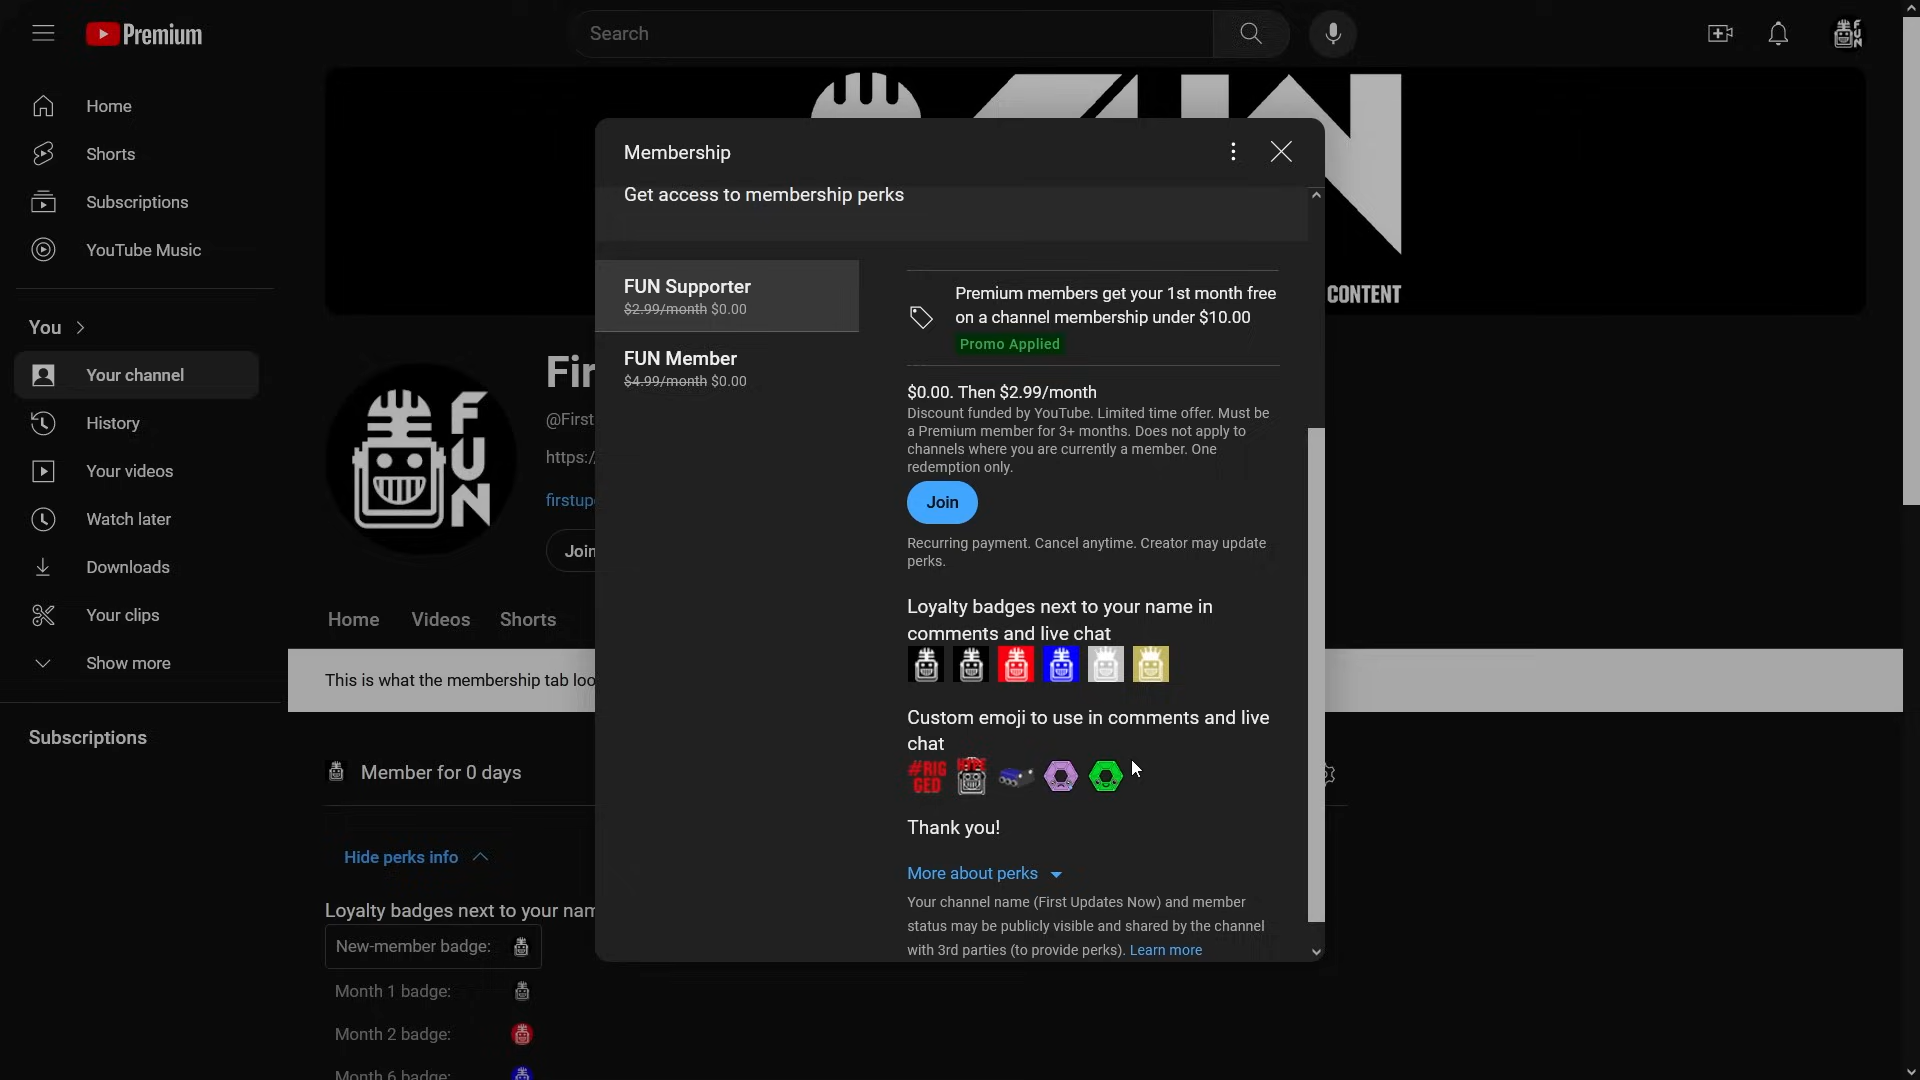 Premium
Search
Home
Shorts
Subscriptions
YouTube Music
You
Your channel
History
Your videos
Watch later
Downloads
Your clips
Show more
Subscriptions
FUN
CONTENT
FUN
Fir
@First
https:/
firstup
Join
Home
Videos
Shorts
This is what the membership tab loo
Member for 0 days
Hide perks info
Loyalty badges next to your nam
New-member badge:
Month 1 badge:
Month 2 badge:
Month 6 badge:
Membership
Get access to membership perks
FUN Supporter
$2.99/month $0.00
FUN Member
$4.99/month $0.00
Premium members get your 1st month free
on a channel membership under $10.00
Promo Applied
$0.00. Then $2.99/month
Discount funded by YouTube. Limited time offer. Must be
a Premium member for 3+ months. Does not apply to
channels where you are currently a member. One
redemption only.
Join
Recurring payment. Cancel anytime. Creator may update
perks.
Loyalty badges next to your name in
comments and live chat
Custom emoji to use in comments and live
chat
#RIG
GED
HYPE
Thank you!
More about perks
Your channel name (First Updates Now) and member
status may be publicly visible and shared by the channel
with 3rd parties (to provide perks). Learn more